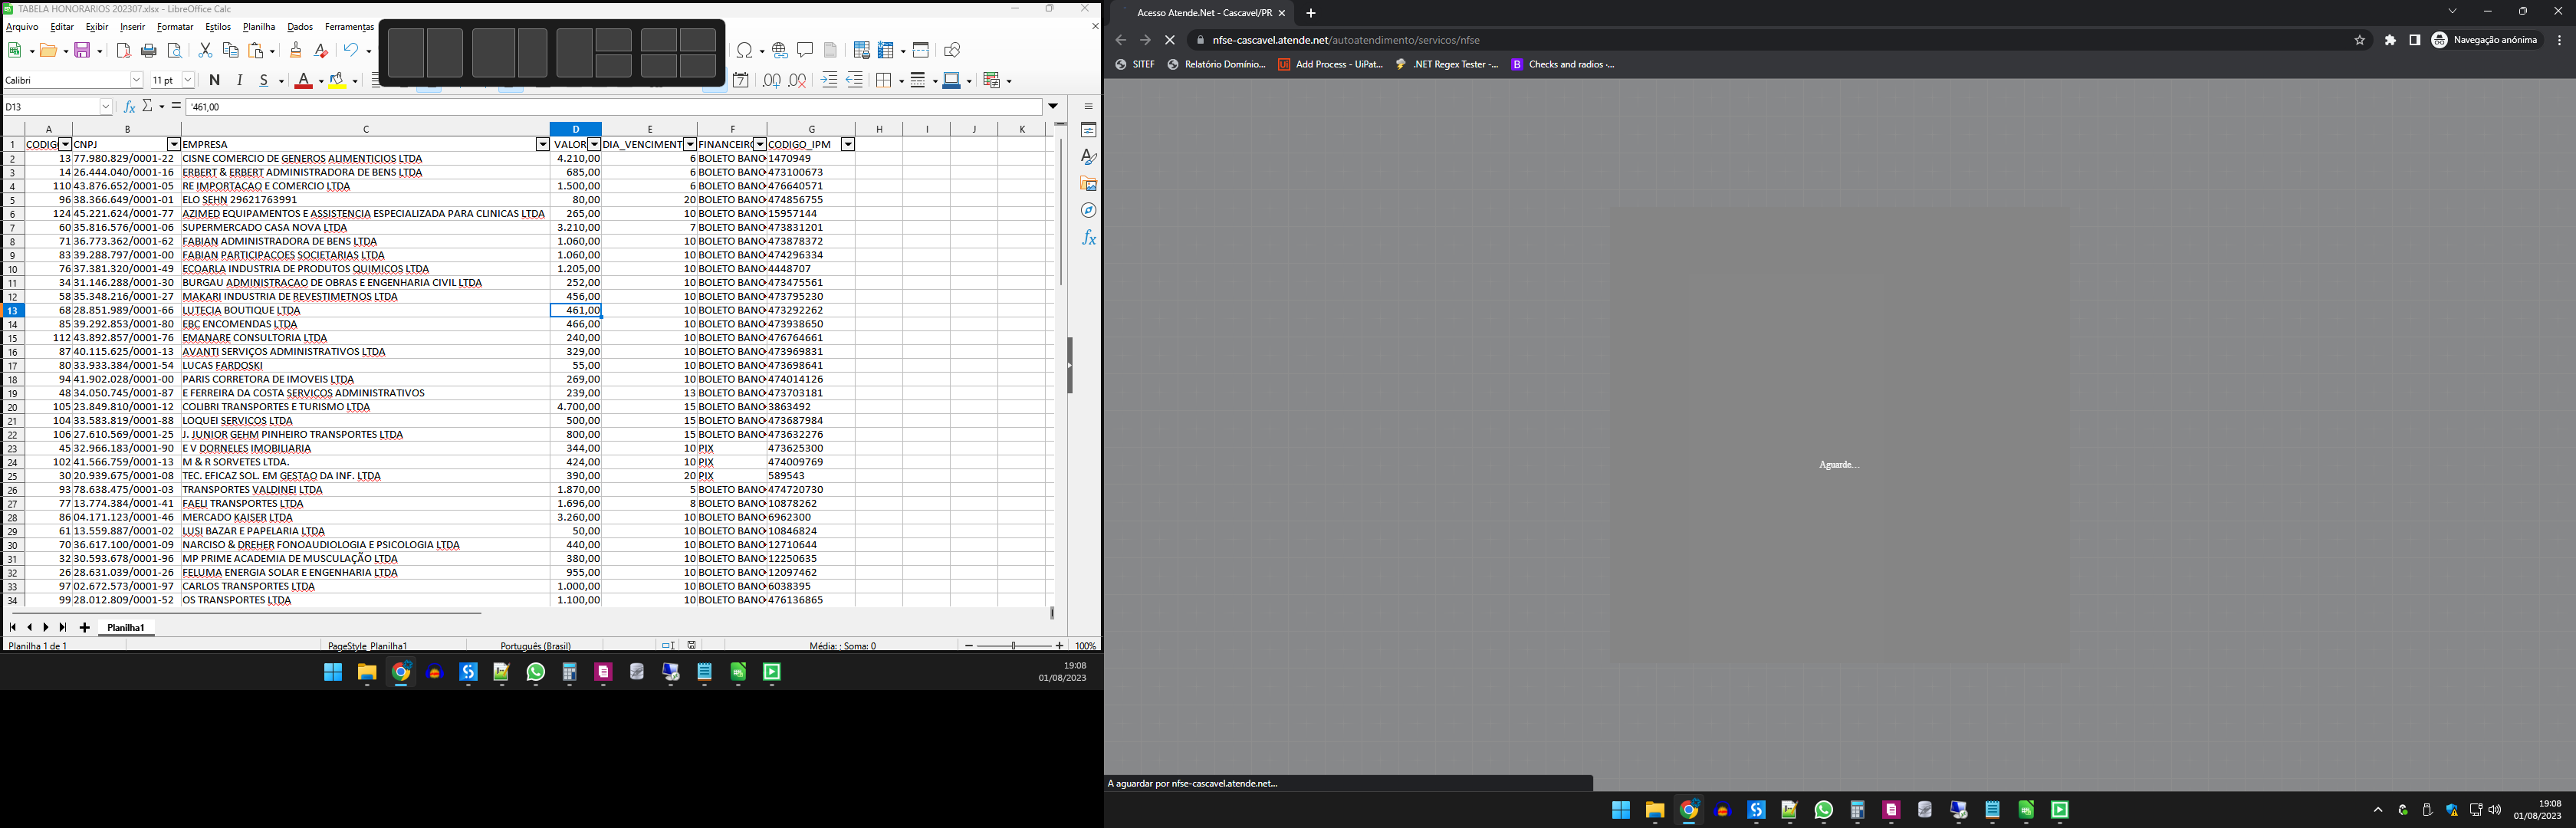 TABELA HONORARIOS 202307.xlsx - LibreOffice Calc
Arquivo Editar Exibir Inserir Formatar Estilos Planilha Dados Ferramentas
Calibri 11 pt N I S A
D13 '461,00
A B C D E F G H I J K
1 CODIG CNPJ EMPRESA VALOR DIA_VENCIMENT FINANCEIRO CODIGO_IPM
2 13 77.980.829/0001-22 CISNE COMERCIO DE GENEROS ALIMENTICIOS LTDA 4.210,00 6 BOLETO BANC 1470949
3 14 26.444.040/0001-16 ERBERT & ERBERT ADMINISTRADORA DE BENS LTDA 685,00 6 BOLETO BANC 473100673
4 110 43.876.652/0001-05 RE IMPORTACAO E COMERCIO LTDA 1.500,00 6 BOLETO BANC 476640571
5 96 38.366.649/0001-01 ELO SEHN 29621763991 80,00 20 BOLETO BANC 474856755
6 124 45.221.624/0001-77 AZIMED EQUIPAMENTOS E ASSISTENCIA ESPECIALIZADA PARA CLINICAS LTDA 265,00 10 BOLETO BANC 15957144
7 60 35.816.576/0001-06 SUPERMERCADO CASA NOVA LTDA 3.210,00 7 BOLETO BANC 473831201
8 71 36.773.362/0001-62 FABIAN ADMINISTRADORA DE BENS LTDA 1.060,00 10 BOLETO BANC 473878372
9 83 39.288.797/0001-00 FABIAN PARTICIPACOES SOCIETARIAS LTDA 1.060,00 10 BOLETO BANC 474296334
10 76 37.381.320/0001-49 ECOARLA INDUSTRIA DE PRODUTOS QUIMICOS LTDA 1.205,00 10 BOLETO BANC 4448707
11 34 31.146.288/0001-30 BURGAU ADMINISTRACAO DE OBRAS E ENGENHARIA CIVIL LTDA 252,00 10 BOLETO BANC 473475561
12 58 35.348.216/0001-27 MAKARI INDUSTRIA DE REVESTIMETNOS LTDA 456,00 10 BOLETO BANC 473795230
13 68 28.851.989/0001-66 LUTECIA BOUTIQUE LTDA 461,00 10 BOLETO BANC 473292262
14 85 39.292.853/0001-80 EBC ENCOMENDAS LTDA 466,00 10 BOLETO BANC 473938650
15 112 43.892.857/0001-76 EMANARE CONSULTORIA LTDA 240,00 10 BOLETO BANC 476764661
16 87 40.115.625/0001-13 AVANTI SERVIÇOS ADMINISTRATIVOS LTDA 329,00 10 BOLETO BANC 473969831
17 80 33.933.384/0001-54 LUCAS FARDOSKI 55,00 10 BOLETO BANC 473698641
18 94 41.902.028/0001-00 PARIS CORRETORA DE IMOVEIS LTDA 269,00 10 BOLETO BANC 474014126
19 48 34.050.745/0001-87 E FERREIRA DA COSTA SERVICOS ADMINISTRATIVOS 239,00 13 BOLETO BANC 473703181
20 105 23.849.810/0001-12 COLIBRI TRANSPORTES E TURISMO LTDA 4.700,00 15 BOLETO BANC 3863492
21 104 33.583.819/0001-88 LOQUEI SERVICOS LTDA 500,00 15 BOLETO BANC 473687984
22 106 27.610.569/0001-25 J. JUNIOR GEHM PINHEIRO TRANSPORTES LTDA 800,00 15 BOLETO BANC 473632276
23 45 32.966.183/0001-90 E V DORNELES IMOBILIARIA 344,00 10 PIX 473625300
24 102 41.566.759/0001-13 M & R SORVETES LTDA. 424,00 10 PIX 474009769
25 30 20.939.675/0001-08 TEC. EFICAZ SOL. EM GESTAO DA INF. LTDA 390,00 20 PIX 589543
26 93 78.638.475/0001-03 TRANSPORTES VALDINEI LTDA 1.870,00 5 BOLETO BANC 474720730
27 77 13.774.384/0001-41 FAELI TRANSPORTES LTDA 1.696,00 8 BOLETO BANC 10878262
28 86 04.171.123/0001-46 MERCADO KAISER LTDA 3.260,00 10 BOLETO BANC 6962300
29 61 13.559.887/0001-02 LUSI BAZAR E PAPELARIA LTDA 50,00 10 BOLETO BANC 10846824
30 70 36.617.100/0001-09 NARCISO & DREHER FONOAUDIOLOGIA E PSICOLOGIA LTDA 440,00 10 BOLETO BANC 12710644
31 32 30.593.678/0001-96 MP PRIME ACADEMIA DE MUSCULAÇÃO LTDA 380,00 10 BOLETO BANC 12250635
32 26 28.631.039/0001-26 FELUMA ENERGIA SOLAR E ENGENHARIA LTDA 955,00 10 BOLETO BANC 12097462
33 97 02.672.573/0001-97 CARLOS TRANSPORTES LTDA 1.000,00 10 BOLETO BANC 6038395
34 99 28.012.809/0001-52 OS TRANSPORTES LTDA 1.100,00 10 BOLETO BANC 476136865
Planilha1
Planilha 1 de 1 PageStyle_Planilha1 Português (Brasil) Média: ; Soma: 0 100%
19:08
01/08/2023
Acesso Atende.Net - Cascavel/PR
nfse-cascavel.atende.net/autoatendimento/servicos/nfse Navegação anónima
SITEF Relatório Domínio... Add Process - UiPat... .NET Regex Tester -... Checks and radios ·...
Aguarde...
A aguardar por nfse-cascavel.atende.net...
19:08
01/08/2023